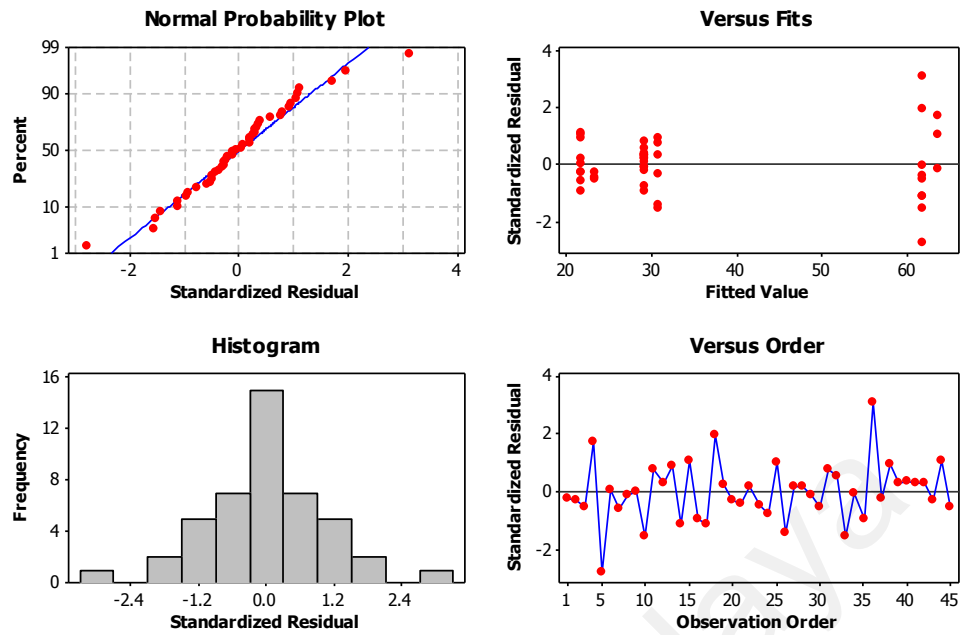 Normal Probability Plot
99
90
50
10
1
Percent
-2 0 2 4
Standardized Residual
Versus Fits
4
2
0
-2
Standardized Residual
20 30 40 50 60
Fitted Value
Histogram
16
12
8
4
0
Frequency
-2.4 -1.2 0.0 1.2 2.4
Standardized Residual
Versus Order
4
2
0
-2
Standardized Residual
1 5 10 15 20 25 30 35 40 45
Observation Order
laya